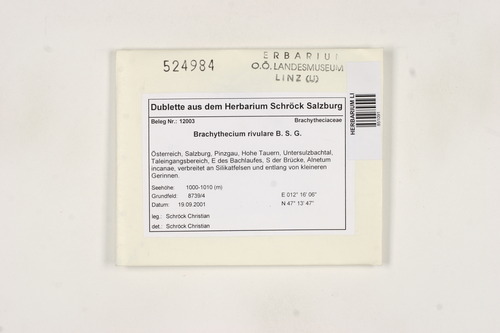 524984
ERBARIUM
O.Ö. LANDESMUSEUM
LINZ (U)
HERBARIUM LI
Dublette aus dem Herbarium Schröck Salzburg
Beleg Nr.: 12003 Brachytheciaceae
Brachythecium rivulare B. S. G.
Österreich, Salzburg, Pinzgau, Hohe Tauern, Untersulzbachtal,
Taleingangsbereich, E des Bachlaufes, S der Brücke, Alnetum
incanae, verbreitet an Silikatfelsen und entlang von kleineren
Gerinnen.
Seehöhe: 1000-1010 (m)
Grundfeld: 8739/4 E 012° 16' 06"
Datum: 19.09.2001 N 47° 13' 47"
leg.: Schröck Christian
det.: Schröck Christian